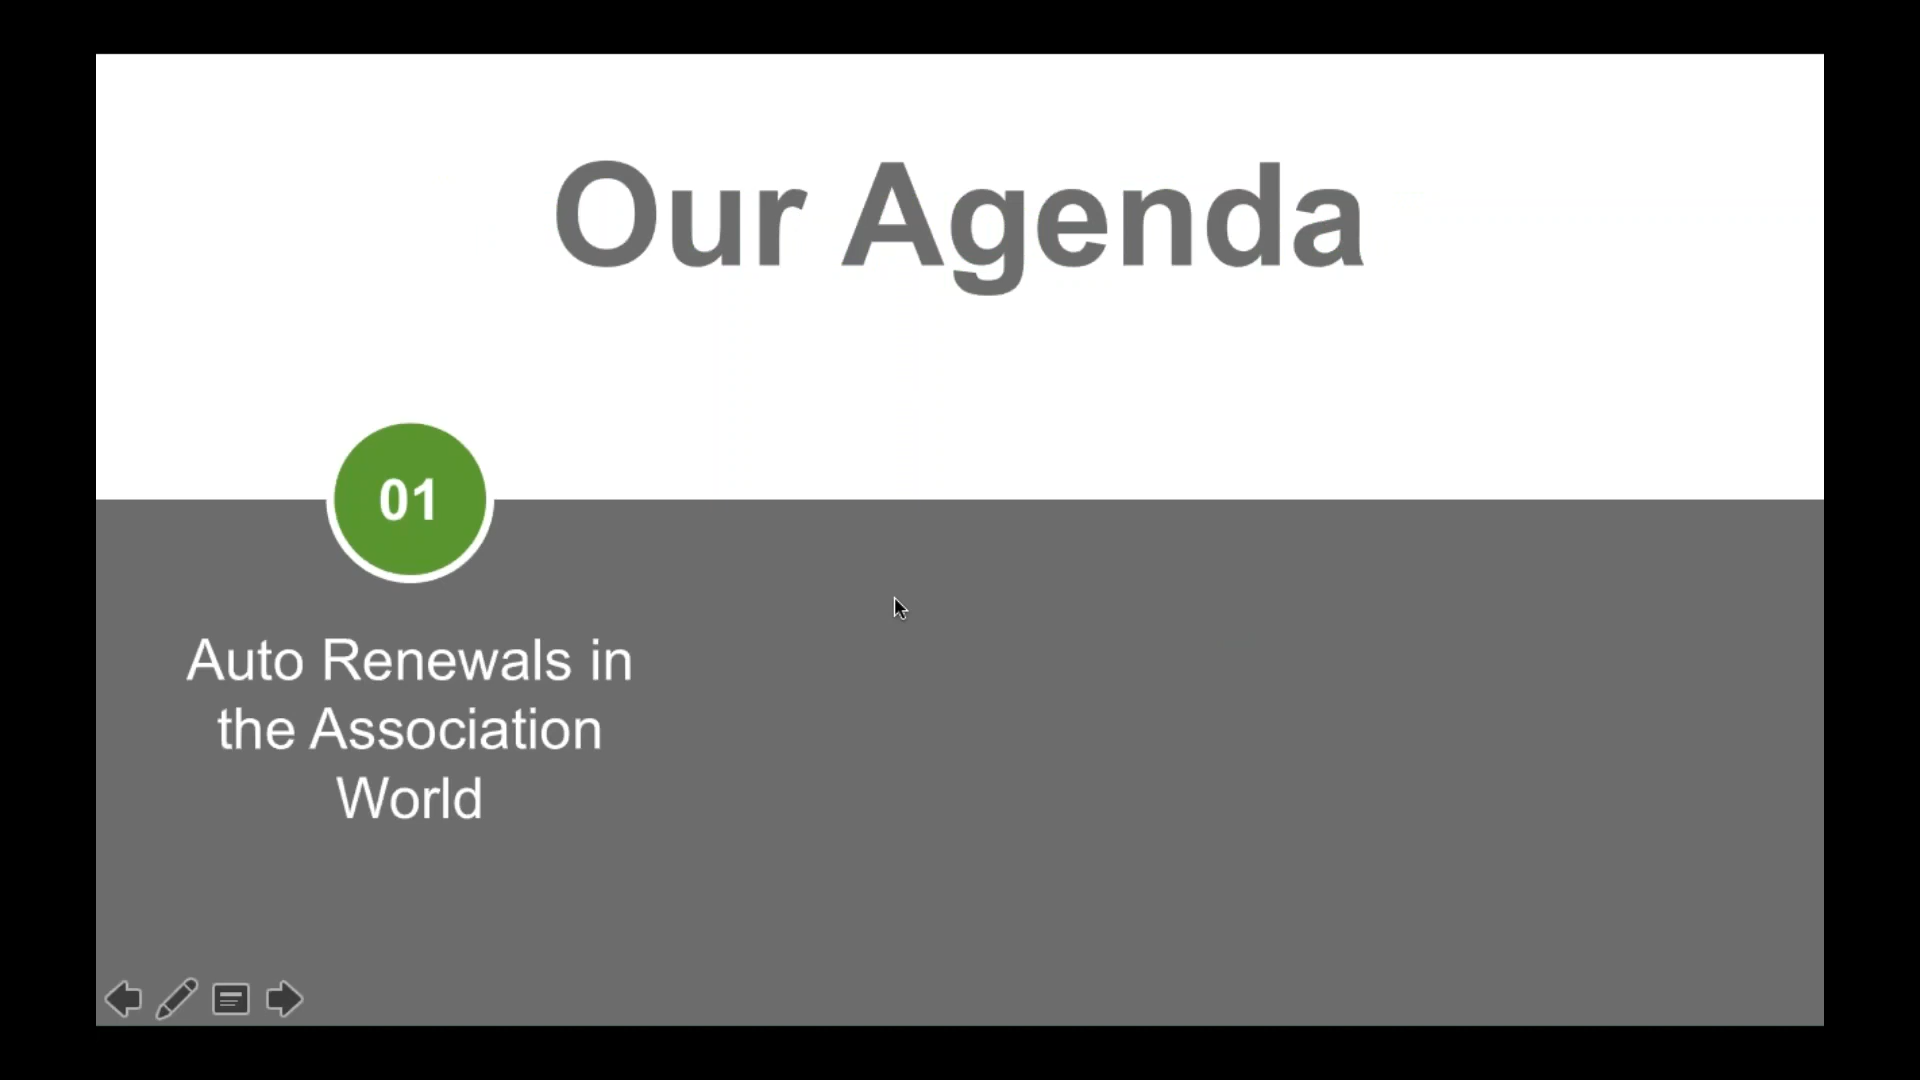 Our Agenda
01
Auto Renewals in
the Association
World